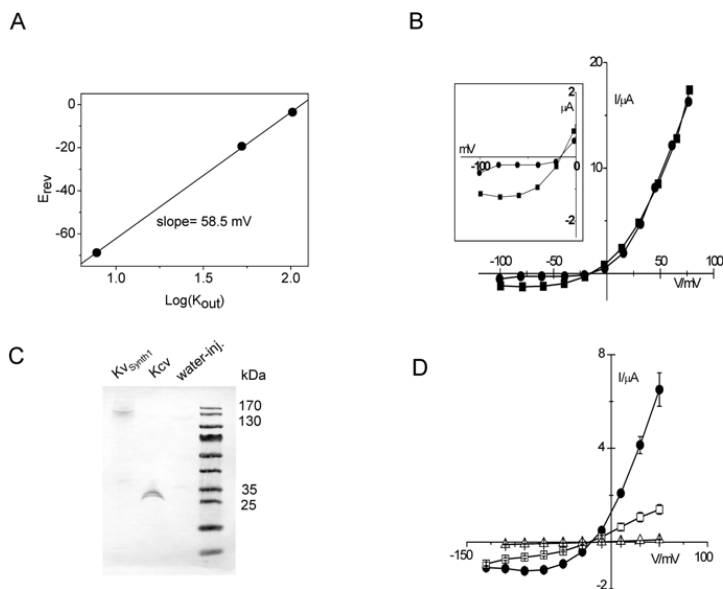 A
0
-20
-40
-60
E_rev
slope= 58.5 mV
1.0 1.5 2.0
Log(K_out)
B
20
I/µA
10
-100 -50 50 100
V/mV
2
µA
mV
-100 0
-2
C
Kv_Synth1 Kcv water-inj.
kDa
170
130
35
25
D
8
I/µA
4
-150 100
V/mV
-2